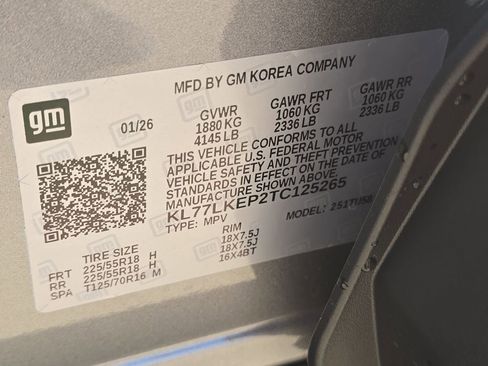 MFD BY GM KOREA COMPANY
gm
01/26
GVWR GAWR FRT GAWR RR
1880 KG 1060 KG 1060 KG
4145 LB 2336 LB 2336 LB
THIS VEHICLE CONFORMS TO ALL
APPLICABLE U.S. FEDERAL MOTOR
VEHICLE SAFETY AND THEFT PREVENTION
STANDARDS IN EFFECT ON THE DATE OF
MANUFACTURE SHOWN ABOVE.
KL77LKEP2TC125265
TYPE: MPV MODEL: 251TU58
TIRE SIZE RIM
FRT 225/55R18 H 18X7.5J
RR 225/55R18 H 18X7.5J
SPA T125/70R16 M 16X4BT